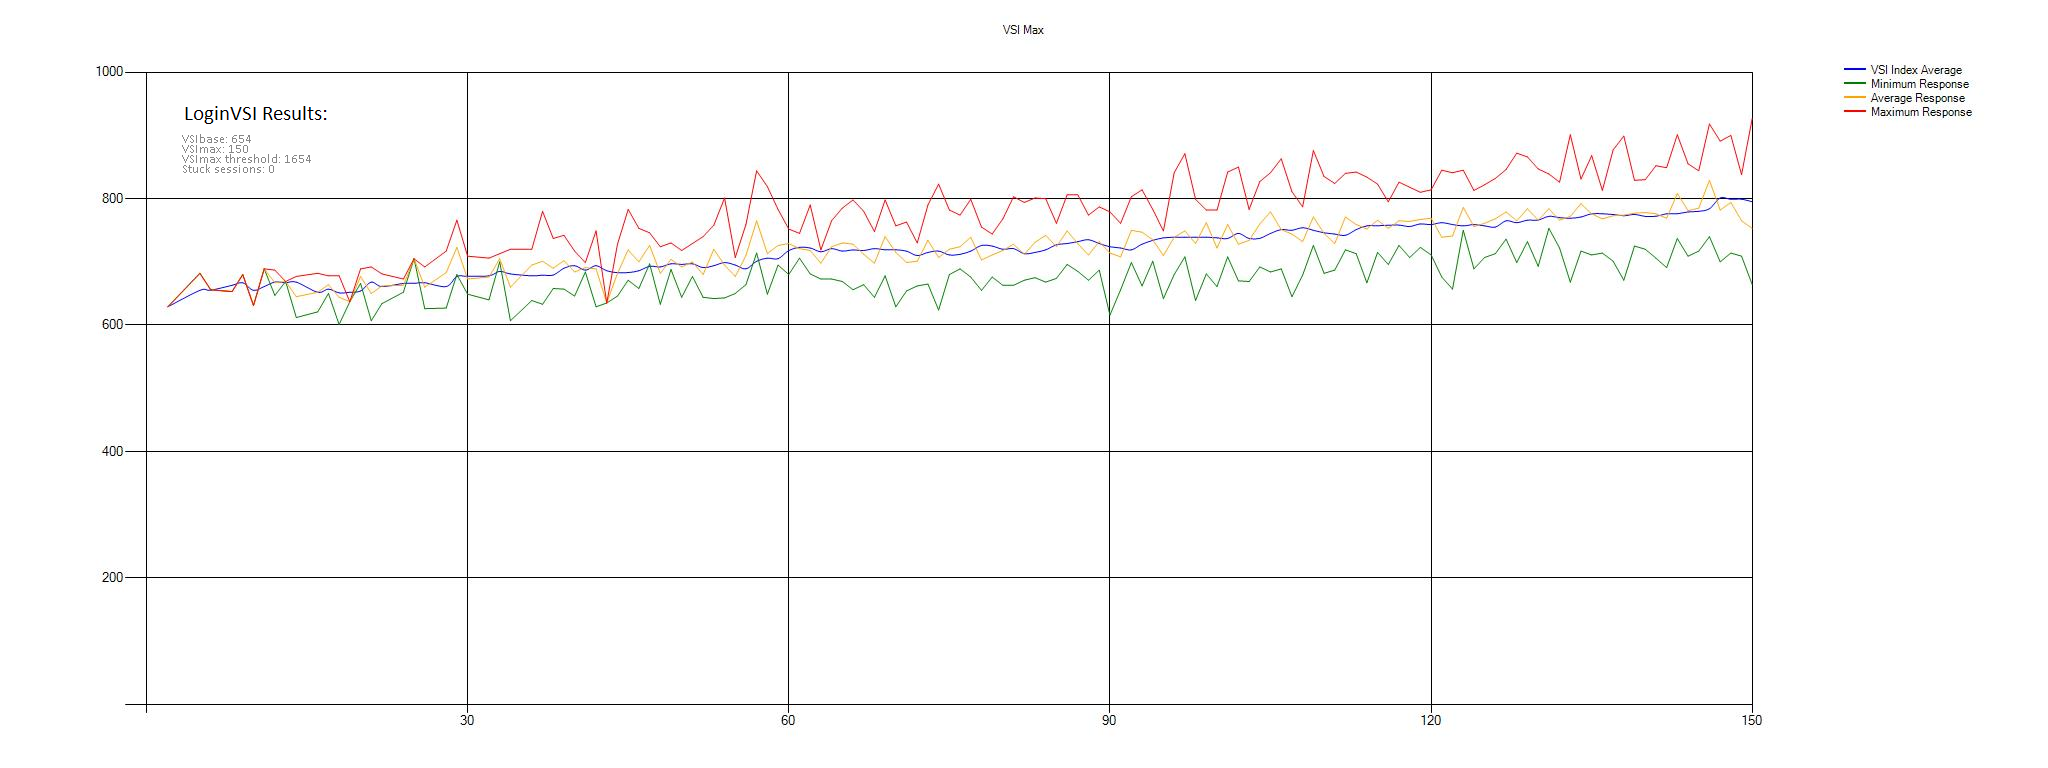 VSI Max
1000
800
600
400
200
30
60
90
120
150
LoginVSI Results:
VSIbase: 654
VSImax: 150
VSImax threshold: 1654
Stuck sessions: 0
VSI Index Average
Minimum Response
Average Response
Maximum Response